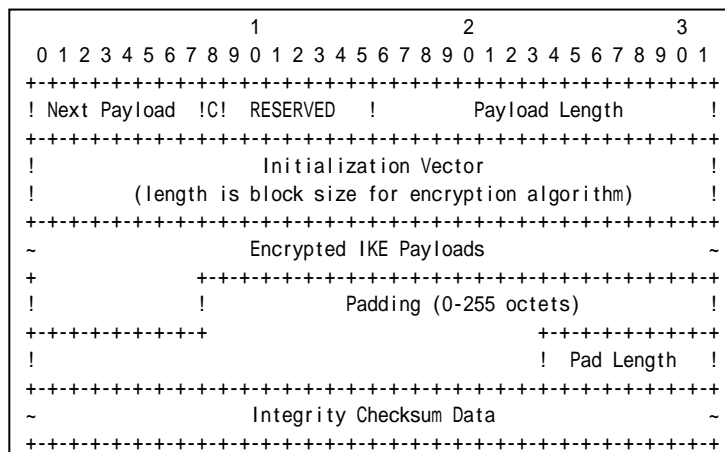 1                   2                   3
 0 1 2 3 4 5 6 7 8 9 0 1 2 3 4 5 6 7 8 9 0 1 2 3 4 5 6 7 8 9 0 1
+-+-+-+-+-+-+-+-+-+-+-+-+-+-+-+-+-+-+-+-+-+-+-+-+-+-+-+-+-+-+-+-+
! Next Payload  !C!  RESERVED   !         Payload Length        !
+-+-+-+-+-+-+-+-+-+-+-+-+-+-+-+-+-+-+-+-+-+-+-+-+-+-+-+-+-+-+-+-+
!                     Initialization Vector                     !
!         (length is block size for encryption algorithm)       !
+-+-+-+-+-+-+-+-+-+-+-+-+-+-+-+-+-+-+-+-+-+-+-+-+-+-+-+-+-+-+-+-+
~                    Encrypted IKE Payloads                     ~
+               +-+-+-+-+-+-+-+-+-+-+-+-+-+-+-+-+-+-+-+-+-+-+-+-+
!               !             Padding (0-255 octets)            !
+-+-+-+-+-+-+-+-+                               +-+-+-+-+-+-+-+-+
!                                               !  Pad Length   !
+-+-+-+-+-+-+-+-+-+-+-+-+-+-+-+-+-+-+-+-+-+-+-+-+-+-+-+-+-+-+-+-+
~                    Integrity Checksum Data                    ~
+-+-+-+-+-+-+-+-+-+-+-+-+-+-+-+-+-+-+-+-+-+-+-+-+-+-+-+-+-+-+-+-+